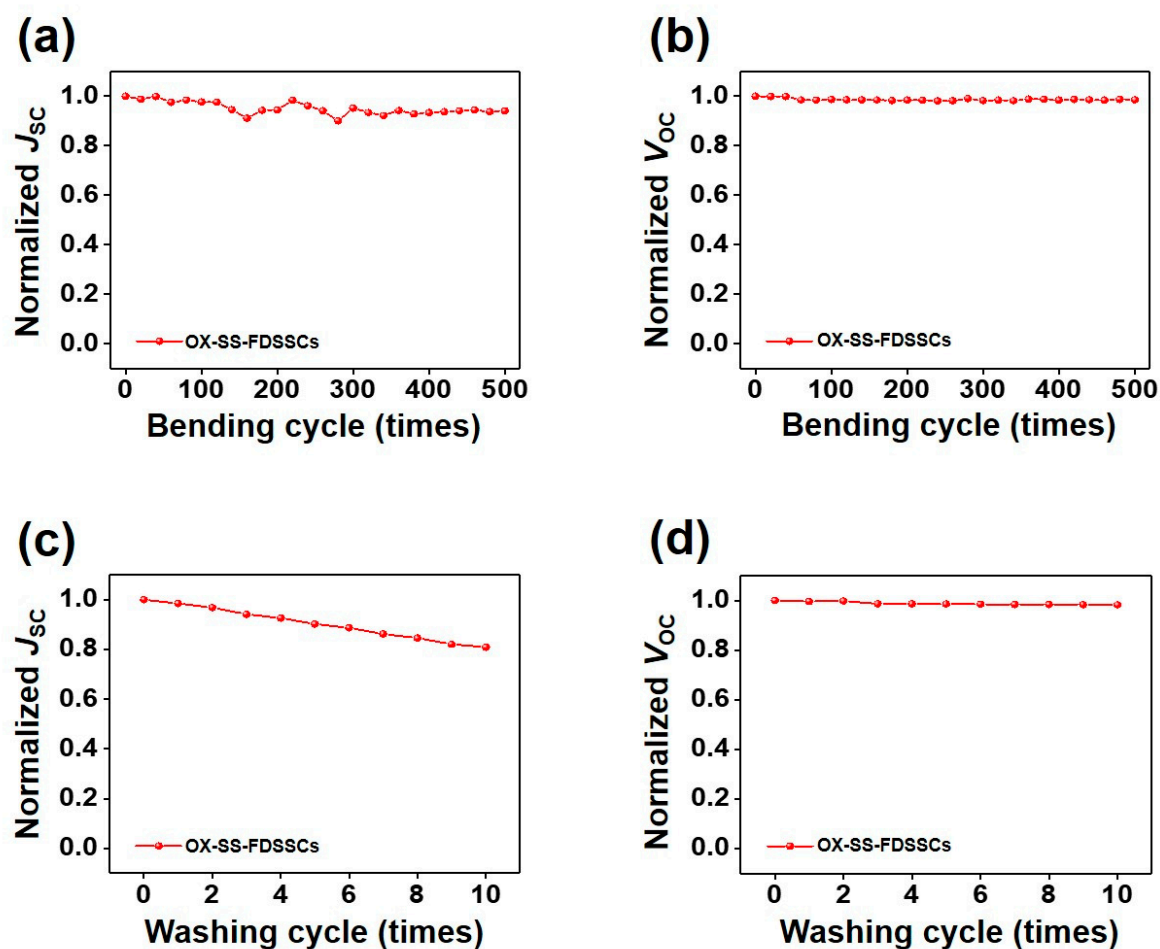 (a)
Normalized JSC
1.0
0.8
0.6
0.4
0.2
0.0
OX-SS-FDSSCs
0 100 200 300 400 500
Bending cycle (times)
(b)
Normalized VOC
1.0
0.8
0.6
0.4
0.2
0.0
OX-SS-FDSSCs
0 100 200 300 400 500
Bending cycle (times)
(c)
Normalized JSC
1.0
0.8
0.6
0.4
0.2
0.0
OX-SS-FDSSCs
0 2 4 6 8 10
Washing cycle (times)
(d)
Normalized VOC
1.0
0.8
0.6
0.4
0.2
0.0
OX-SS-FDSSCs
0 2 4 6 8 10
Washing cycle (times)